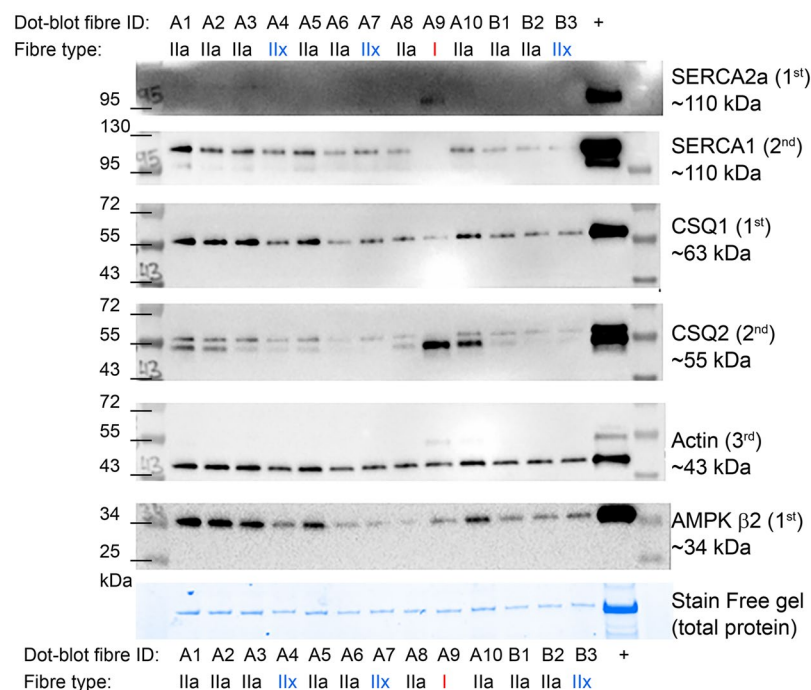 Dot-blot fibre ID: A1 A2 A3 A4 A5 A6 A7 A8 A9 A10 B1 B2 B3 +
Fibre type: IIa IIa IIa IIx IIa IIa IIx IIa I IIa IIa IIa IIx
95
95
SERCA2a (1st)
~110 kDa
130
95
95
SERCA1 (2nd)
~110 kDa
72
55
43
43
CSQ1 (1st)
~63 kDa
72
55
43
43
CSQ2 (2nd)
~55 kDa
72
55
43
43
Actin (3rd)
~43 kDa
34
25
kDa
AMPK β2 (1st)
~34 kDa
Stain Free gel
(total protein)
Dot-blot fibre ID: A1 A2 A3 A4 A5 A6 A7 A8 A9 A10 B1 B2 B3 +
Fibre type: IIa IIa IIa IIx IIa IIa IIx IIa I IIa IIa IIa IIx